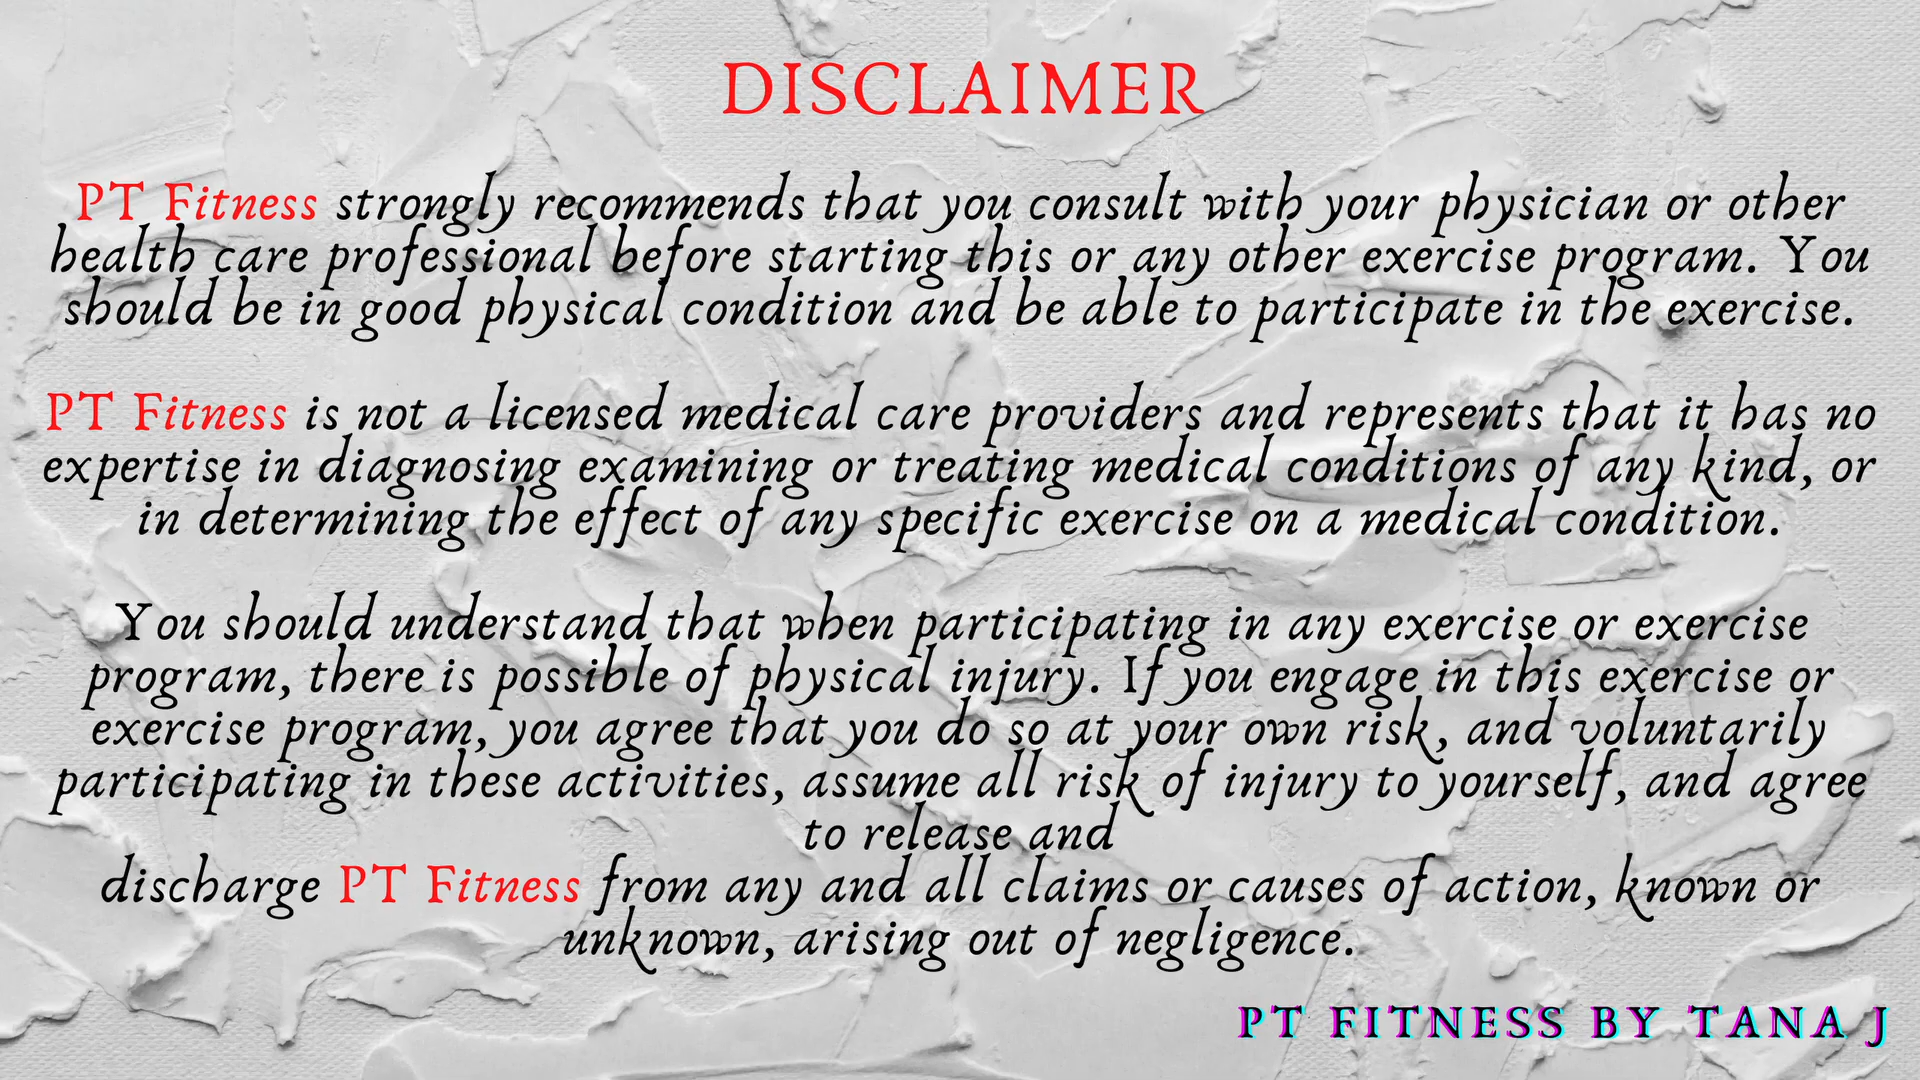 DISCLAIMER
PT Fitness strongly recommends that you consult with your physician or other
health care professional before starting this or any other exercise program. You
should be in good physical condition and be able to participate in the exercise.
PT Fitness is not a licensed medical care providers and represents that it has no
expertise in diagnosing examining or treating medical conditions of any kind, or
in determining the effect of any specific exercise on a medical condition.
You should understand that when participating in any exercise or exercise
program, there is possible of physical injury. If you engage in this exercise or
exercise program, you agree that you do so at your own risk, and voluntarily
participating in these activities, assume all risk of injury to yourself, and agree
to release and
discharge PT Fitness from any and all claims or causes of action, known or
unknown, arising out of negligence.
PT FITNESS BY TANA J